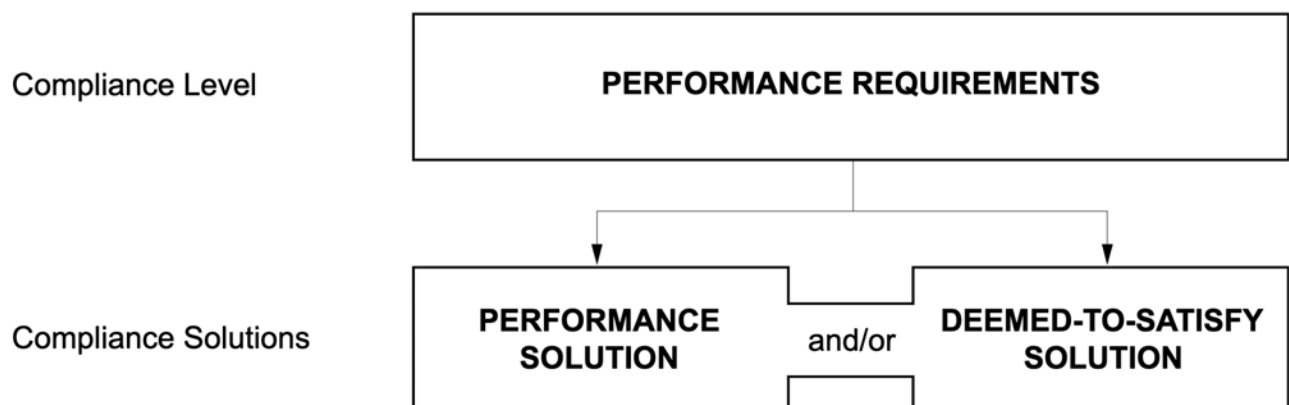 Compliance Level
PERFORMANCE REQUIREMENTS
Compliance Solutions
PERFORMANCE
SOLUTION
and/or
DEEMED-TO-SATISFY
SOLUTION